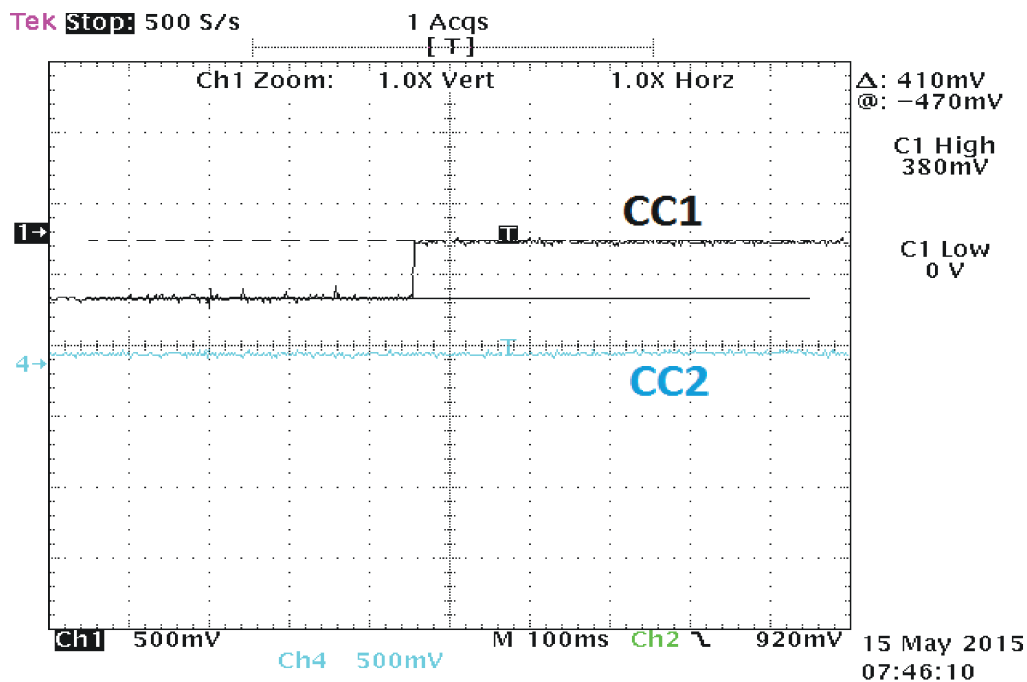 Tek Stop: 500 S/s
1 Acqs
[ T ]
Ch1 Zoom: 1.0X Vert 1.0X Horz
Δ: 410mV
@: −470mV
C1 High
380mV
1→
T
CC1
C1 Low
0 V
4→
T
CC2
Ch1 500mV M 100ms Ch2 920mV
Ch4 500mV
15 May 2015
07:46:10